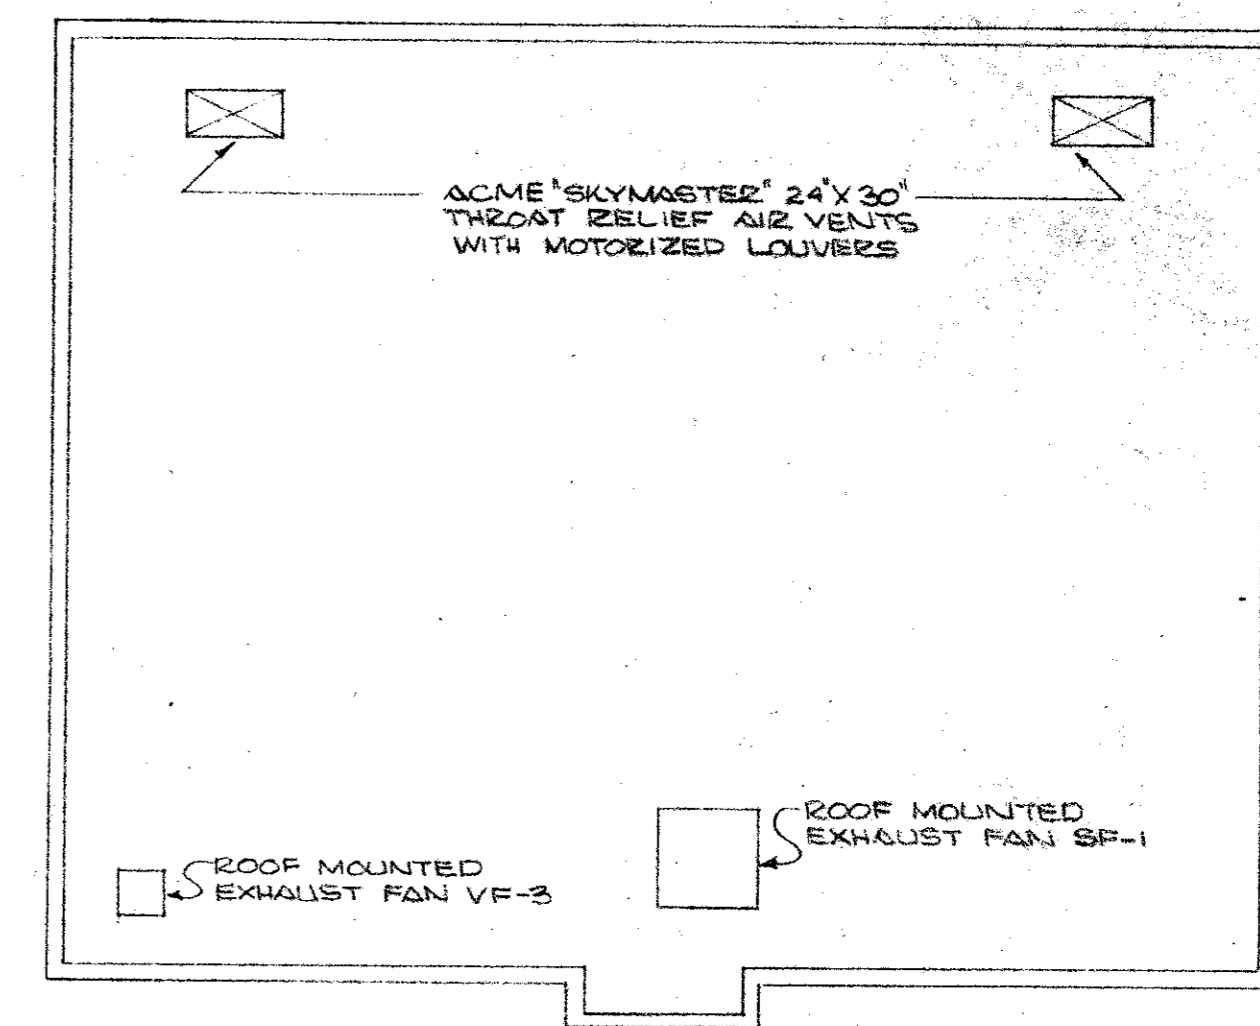 ACME "SKYMASTER" 24"X30"
THROAT RELIEF AIR VENTS
WITH MOTORIZED LOUVERS
ROOF MOUNTED
EXHAUST FAN SF-1
ROOF MOUNTED
EXHAUST FAN VF-3